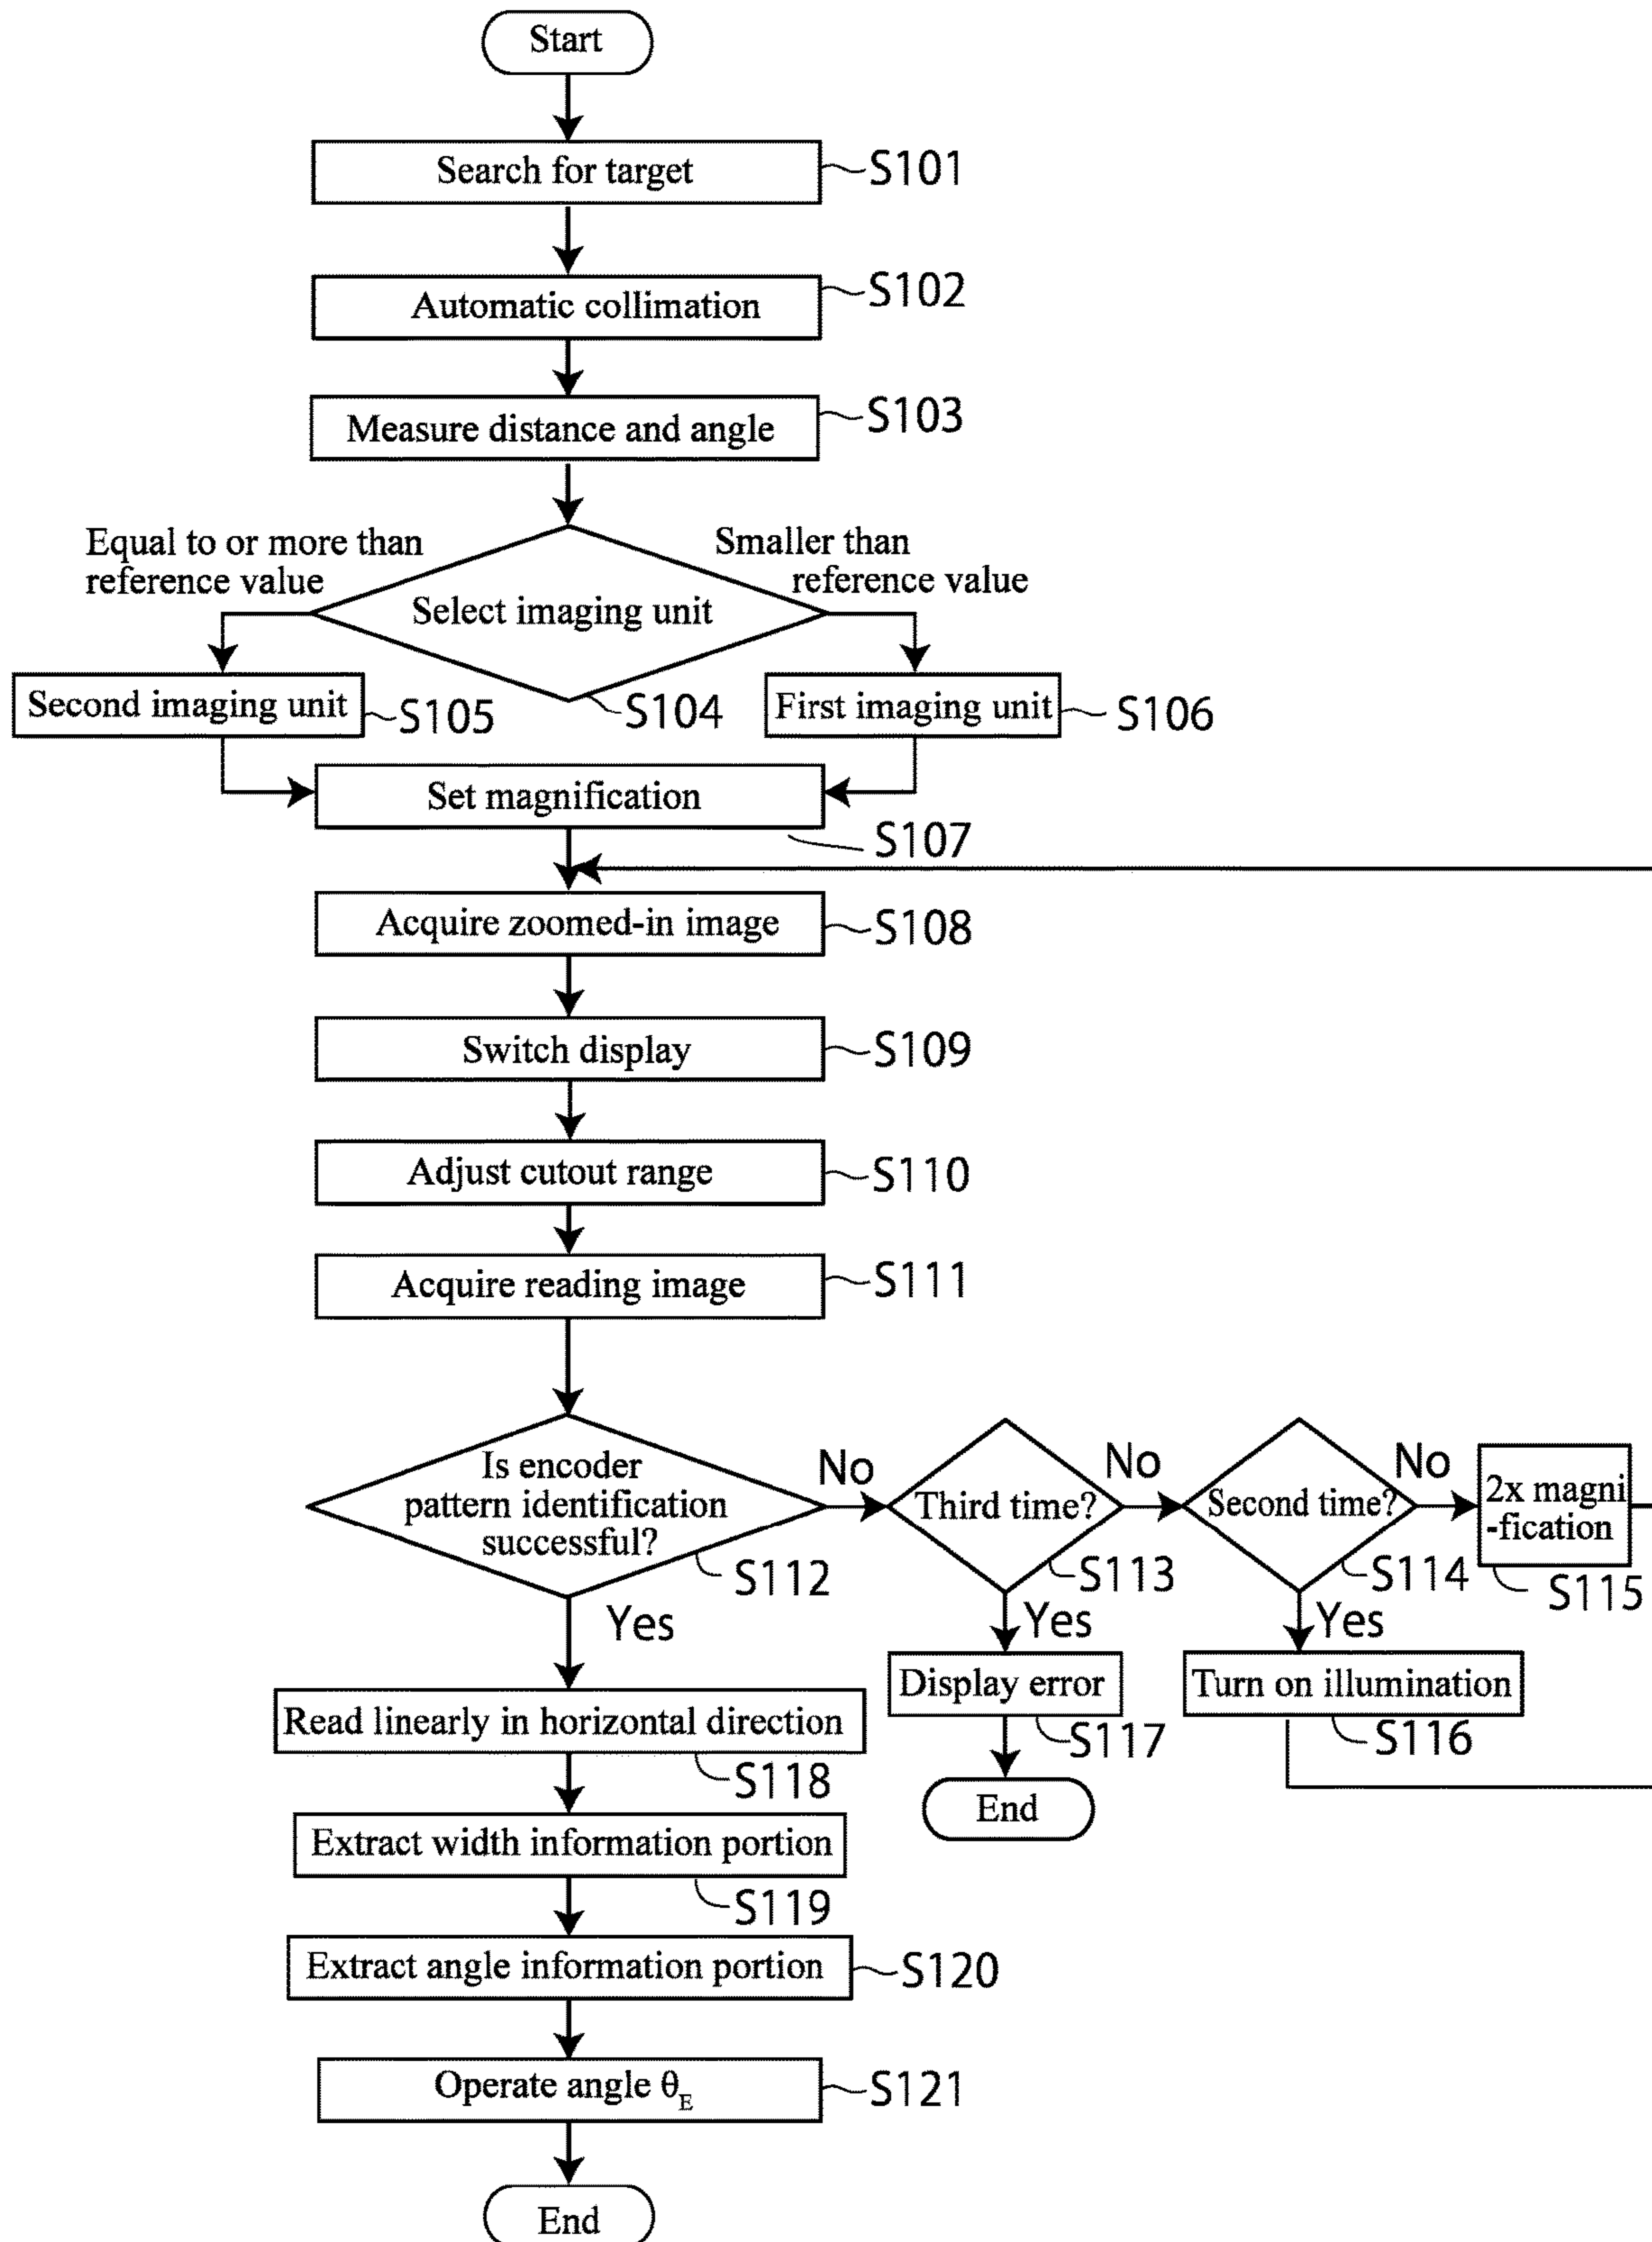 Start
Search for target
S101
Automatic collimation
S102
Measure distance and angle
S103
Equal to or more than
reference value
Smaller than
reference value
Select imaging unit
S104
Second imaging unit
S105
First imaging unit
S106
Set magnification
S107
Acquire zoomed-in image
S108
Switch display
S109
Adjust cutout range
S110
Acquire reading image
S111
Is encoder
pattern identification
successful?
S112
No
Third time?
S113
No
Second time?
S114
No
2x magni
-fication
S115
Yes
Yes
Yes
Display error
S117
End
Turn on illumination
S116
Read linearly in horizontal direction
S118
Extract width information portion
S119
Extract angle information portion
S120
Operate angle θE
S121
End